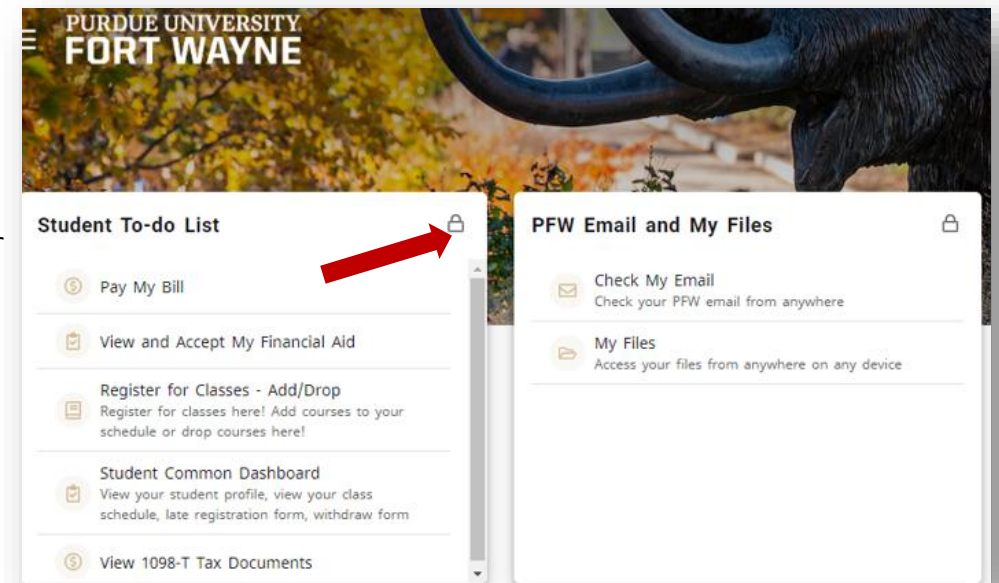 PURDUE UNIVERSITY
FORT WAYNE
Student To-do List
Pay My Bill
View and Accept My Financial Aid
Register for Classes - Add/Drop
Register for classes here! Add courses to your
schedule or drop courses here!
Student Common Dashboard
View your student profile, view your class
schedule, late registration form, withdraw form
View 1098-T Tax Documents
PFW Email and My Files
Check My Email
Check your PFW email from anywhere
My Files
Access your files from anywhere on any device